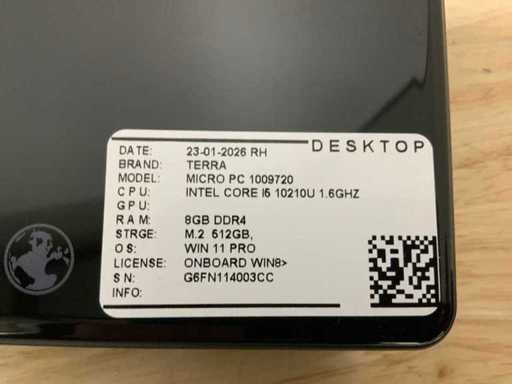 DESKTOP
DATE: 23-01-2026 RH
BRAND: TERRA
MODEL: MICRO PC 1009720
CPU: INTEL CORE I5 10210U 1.6GHZ
GPU:
RAM: 8GB DDR4
STRGE: M.2 512GB,
OS: WIN 11 PRO
LICENSE: ONBOARD WIN8>
SN: G6FN114003CC
INFO: